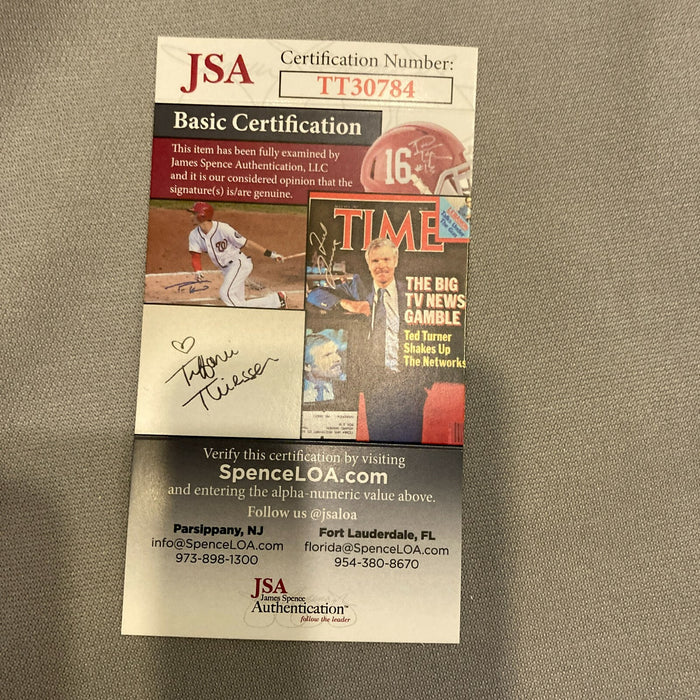 JSA
Certification Number:
TT30784
Basic Certification
This item has been fully examined by
James Spence Authentication, LLC
and it is our considered opinion that the
signature(s) is/are genuine.
16
#16
TIME
THE BIG
TV NEWS
GAMBLE
Ted Turner
Shakes Up
The Networks
Tiffani
Thiessen
Verify this certification by visiting
SpenceLOA.com
and entering the alpha-numeric value above.
Follow us @jsaloa
Parsippany, NJ
info@SpenceLOA.com
973-898-1300
Fort Lauderdale, FL
florida@SpenceLOA.com
954-380-8670
JSA
James Spence
Authentication™
follow the leader